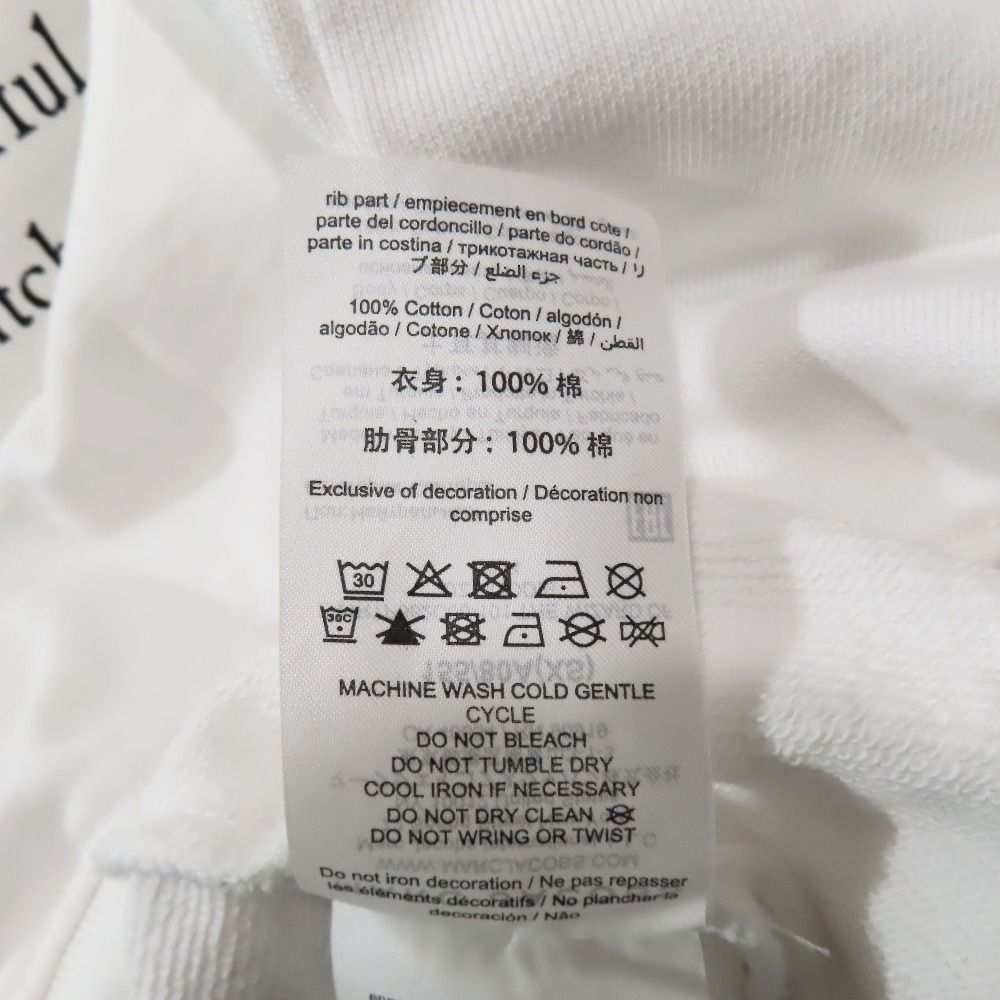 ful
tch
rib part / empiecement en bord cote /
parte del cordoncillo / parte do cordão /
parte in costina / трикотажная часть / リ
ブ部分 / جزء الضلع
100% Cotton / Coton / algodón /
algodão / Cotone / Хлопок / 綿 / القطن
衣身: 100% 棉
肋骨部分: 100% 棉
Exclusive of decoration / Décoration non
comprise
30
30C
MACHINE WASH COLD GENTLE
CYCLE
DO NOT BLEACH
DO NOT TUMBLE DRY
COOL IRON IF NECESSARY
DO NOT DRY CLEAN
DO NOT WRING OR TWIST
Do not iron decoration / Ne pas repasser
les éléments décoratifs / No planchar la
decoración / Não